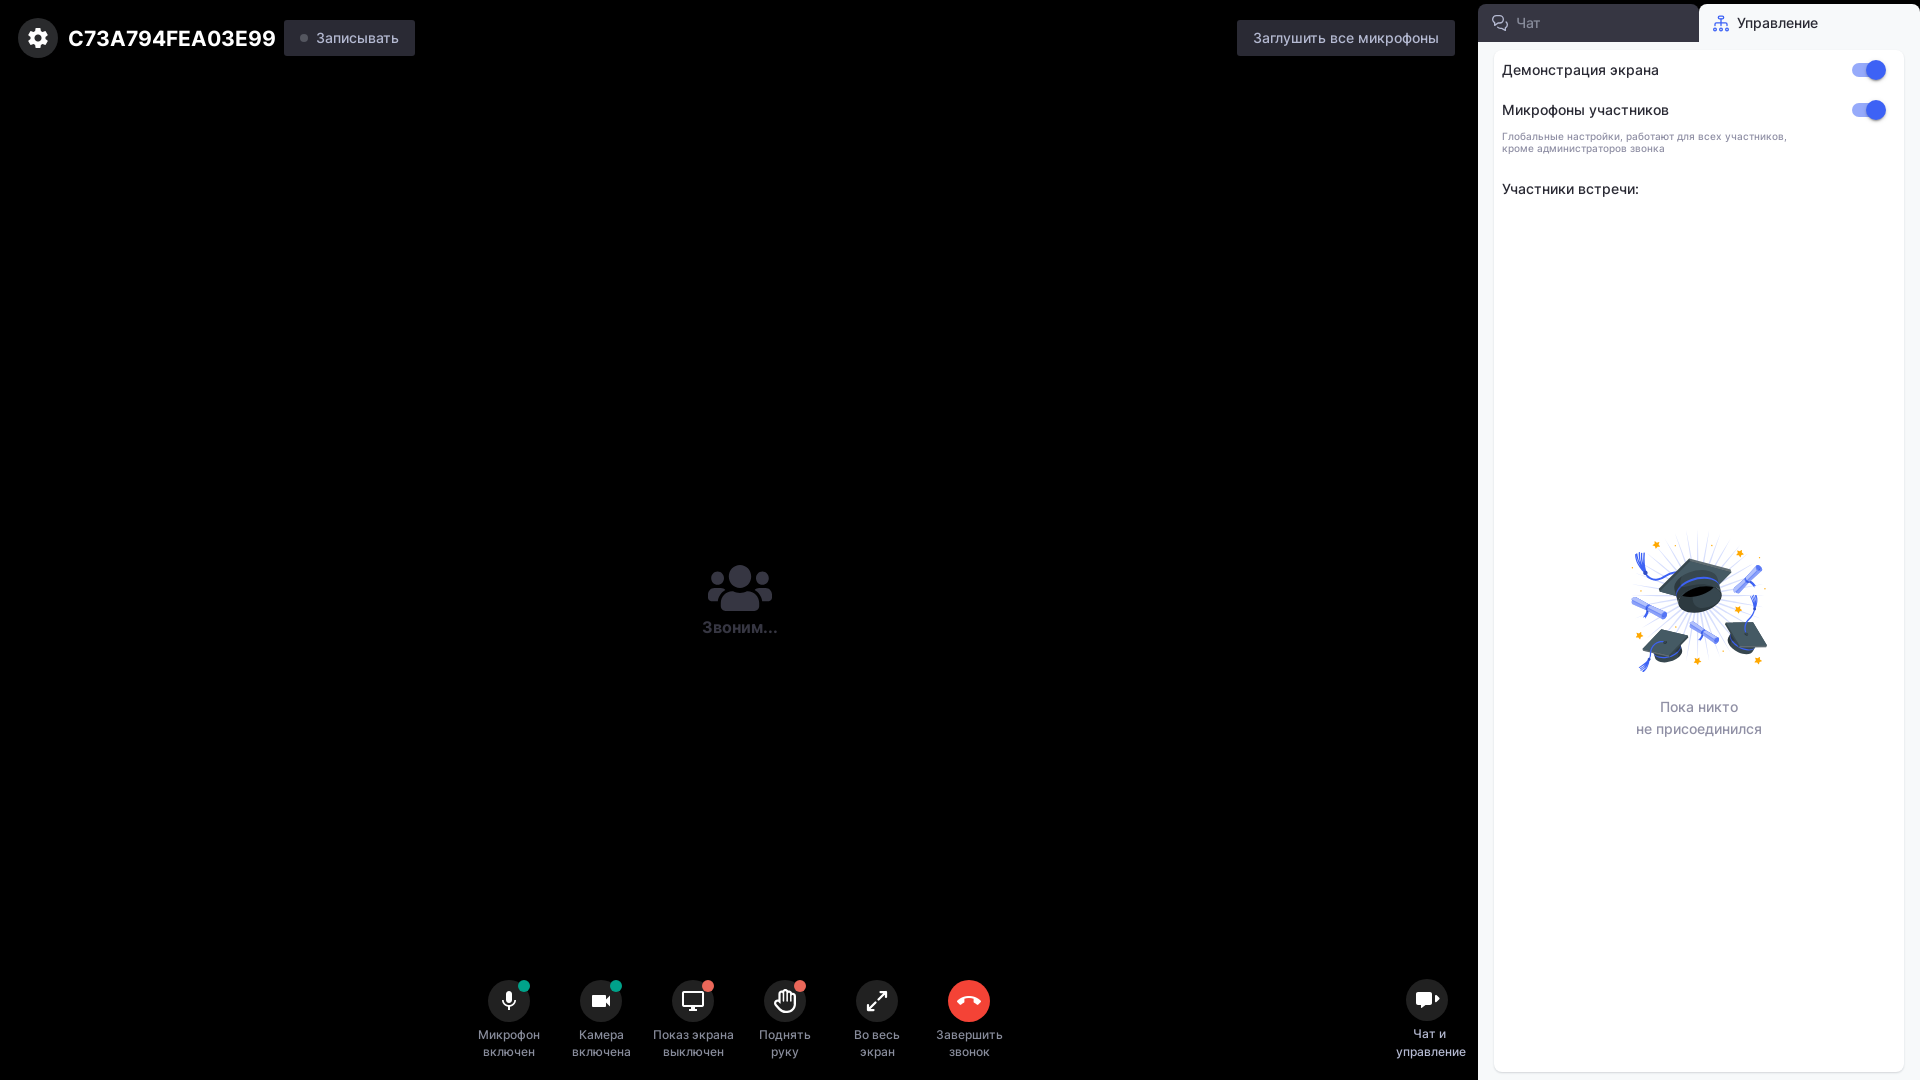 C73A794FEA03E99
Записывать
Заглушить все микрофоны
Чат
Управление
Демонстрация экрана
Микрофоны участников
Глобальные настройки, работают для всех участников,
кроме администраторов звонка
Участники встречи:
Звоним...
Пока никто
не присоединился
Микрофон
включен
Камера
включена
Показ экрана
выключен
Поднять
руку
Во весь
экран
Завершить
звонок
Чат и
управление